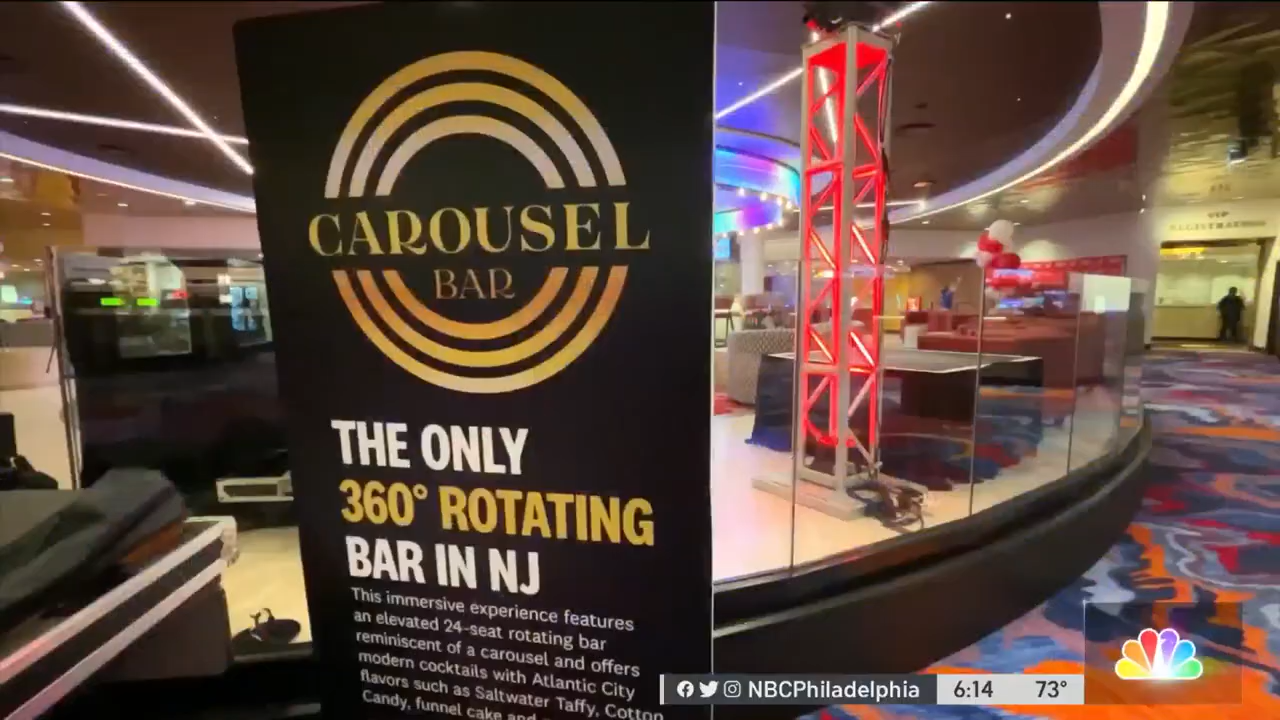 CAROUSEL
BAR
THE ONLY
360° ROTATING
BAR IN NJ
This immersive experience features
an elevated 24-seat rotating bar
reminiscent of a carousel and offers
modern cocktails with Atlantic City
flavors such as Saltwater Taffy, Cotton
Candy, funnel cake and
VIP
REGISTRATION
NBCPhiladelphia
6:14
73°